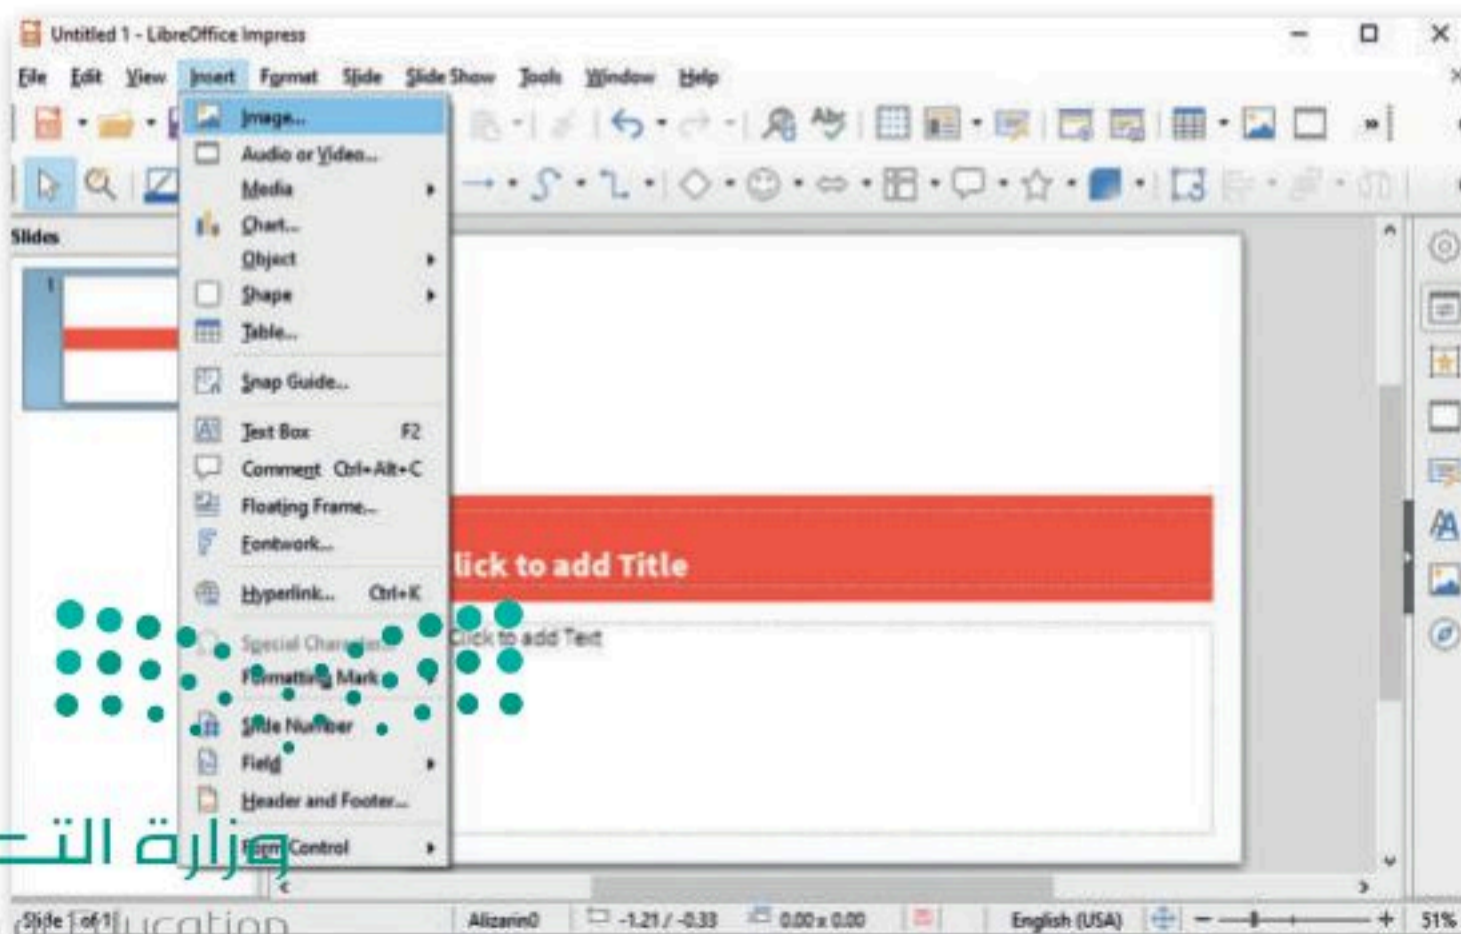 Untitled 1 - LibreOffice Impress
File Edit View Insert Format Slide Slide Show Tools Window Help
Image...
Audio or Video...
Media
Chart...
Object
Shape
Table...
Snap Guide...
Text Box F2
Comment Ctrl+Alt+C
Floating Frame...
Fontwork...
Hyperlink... Ctrl+K
Special
Formatting Mark
Slide Number
Field
Header and Footer...
Form Control
Slides
1
lick to add Title
Click to add Text
وزارة التـ
Slide 1 of 1
ucation
Alizarin0 -1.21 / -0.33 0.00 x 0.00 English (USA) 51%